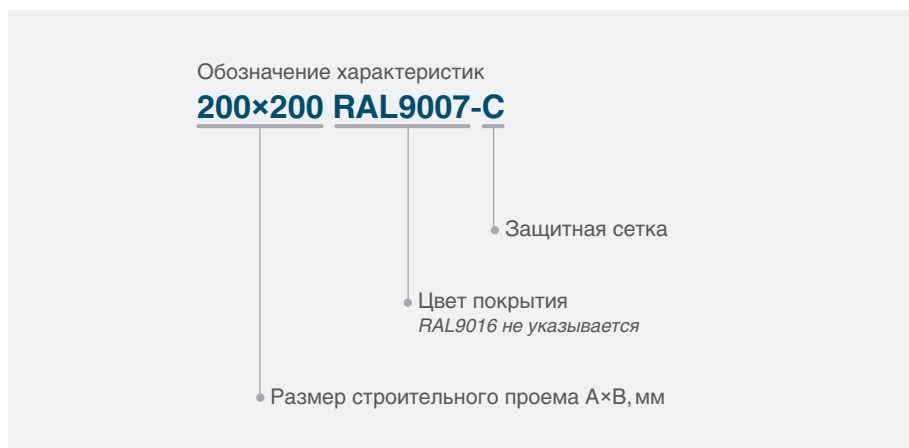 Обозначение характеристик
200×200 RAL9007-С
Защитная сетка
Цвет покрытия
RAL9016 не указывается
Размер строительного проема А×В, мм